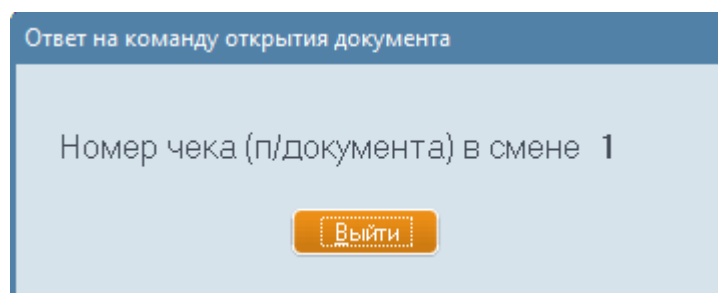 Ответ на команду открытия документа
Номер чека (п/документа) в смене 1
Выйти